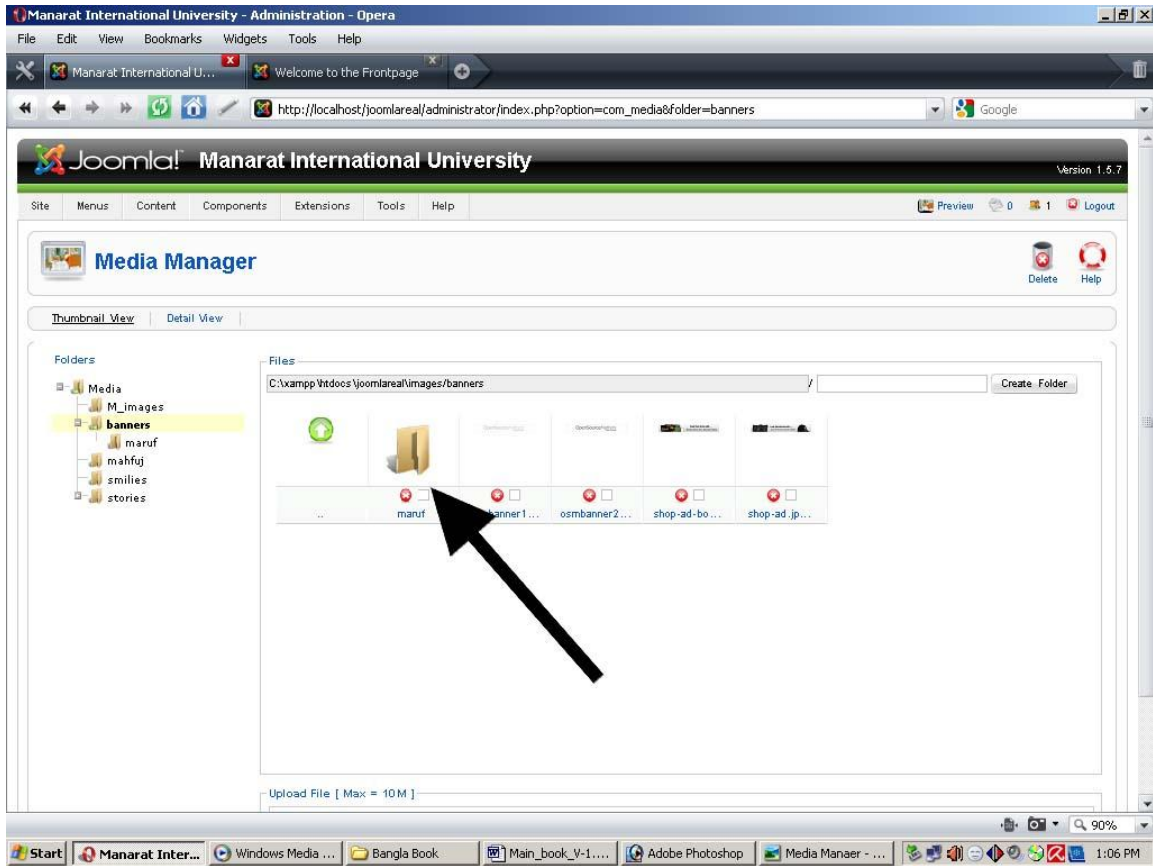 Manarat International University - Administration - Opera
File Edit View Bookmarks Widgets Tools Help
Manarat International U... Welcome to the Frontpage
http://localhost/joomlareal/administrator/index.php?option=com_media&folder=banners Google
Joomla! Manarat International University
Version 1.5.7
Site Menus Content Components Extensions Tools Help Preview 0 1 Logout
Media Manager
Delete Help
Thumbnail View Detail View
Folders
Media
M_images
banners
maruf
mahfuj
smilies
stories
Files
C:\xampp\htdocs\joomlareal\images/banners / Create Folder
.. maruf banner1... osmbanner2... shop-ad-bo... shop-ad.jp...
Upload File [ Max = 10M ]
90%
Start Manarat Inter... Windows Media ... Bangla Book Main_book_V-1.... Adobe Photoshop Media Manaer - ... 1:06 PM